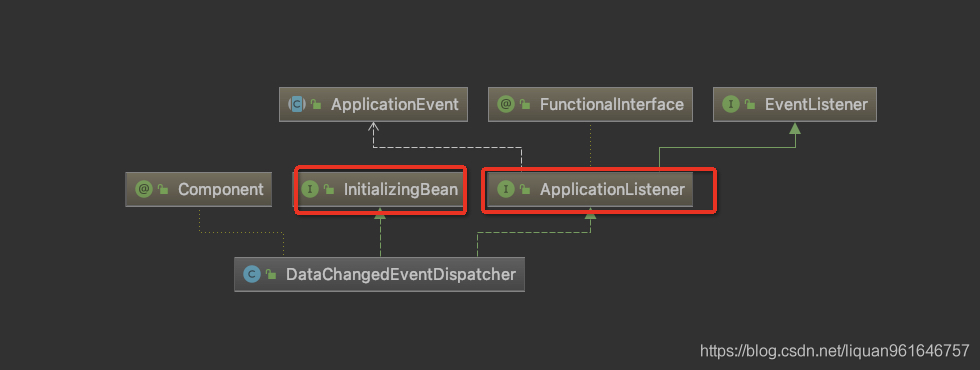 ApplicationEvent
FunctionalInterface
EventListener
Component
InitializingBean
ApplicationListener
DataChangedEventDispatcher
https://blog.csdn.net/liquan961646757